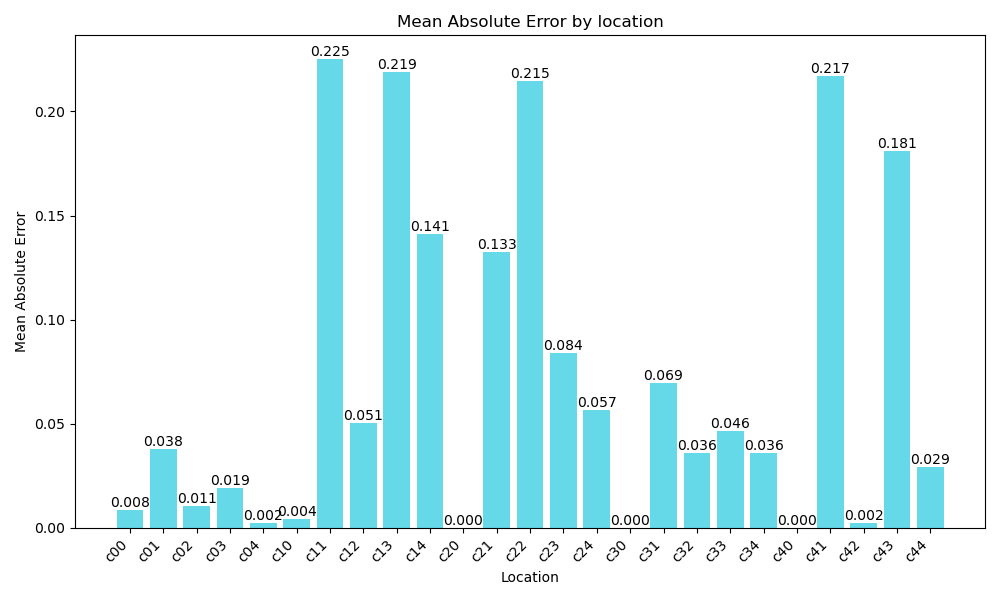 Mean Absolute Error by location
Mean Absolute Error
0.20
0.15
0.10
0.05
0.00
0.008
0.038
0.011
0.019
0.002
0.004
0.225
0.051
0.219
0.141
0.000
0.133
0.215
0.084
0.057
0.000
0.069
0.036
0.046
0.036
0.000
0.217
0.002
0.181
0.029
c00
c01
c02
c03
c04
c10
c11
c12
c13
c14
c20
c21
c22
c23
c24
c30
c31
c32
c33
c34
c40
c41
c42
c43
c44
Location